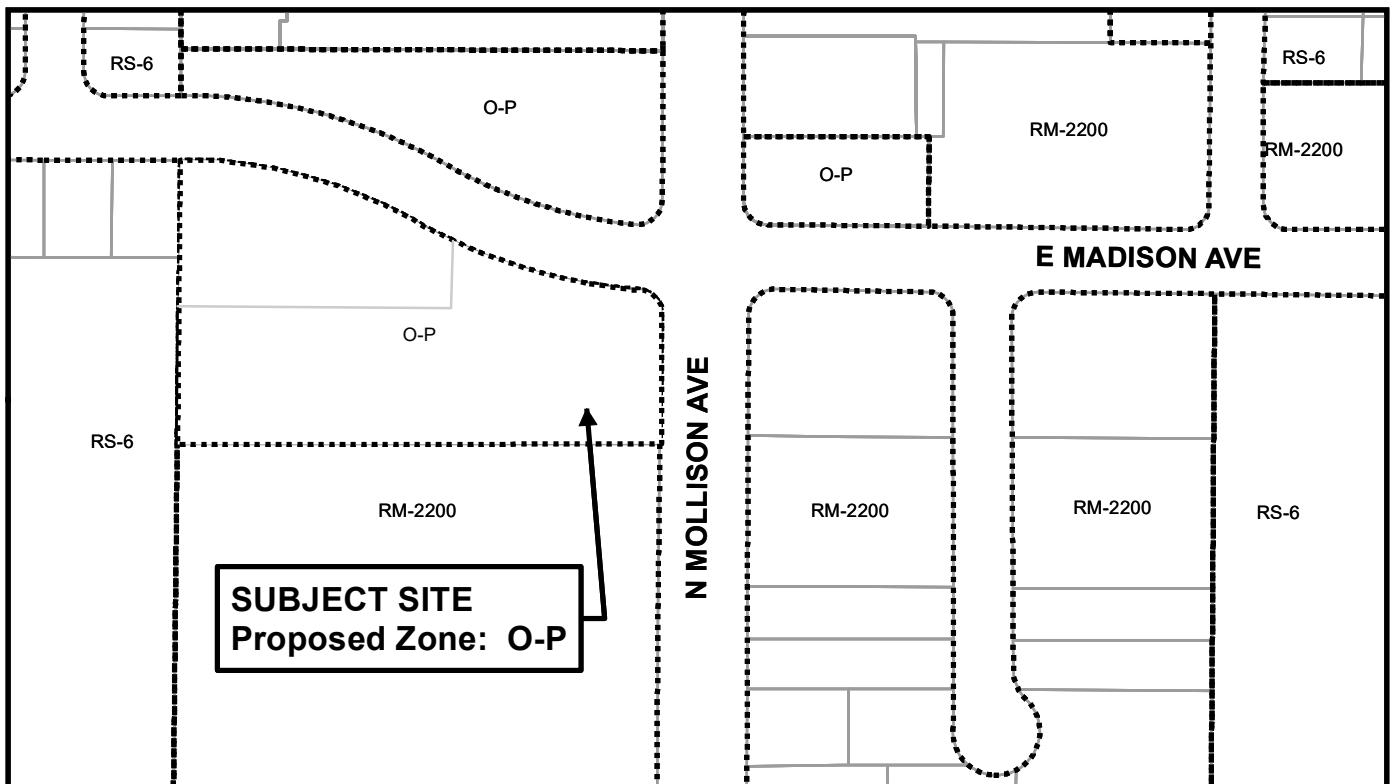 RS-6
O-P
RM-2200
RS-6
RM-2200
O-P
E MADISON AVE
O-P
RS-6
N MOLLISON AVE
RM-2200
RM-2200
RM-2200
RS-6
SUBJECT SITE
Proposed Zone: O-P